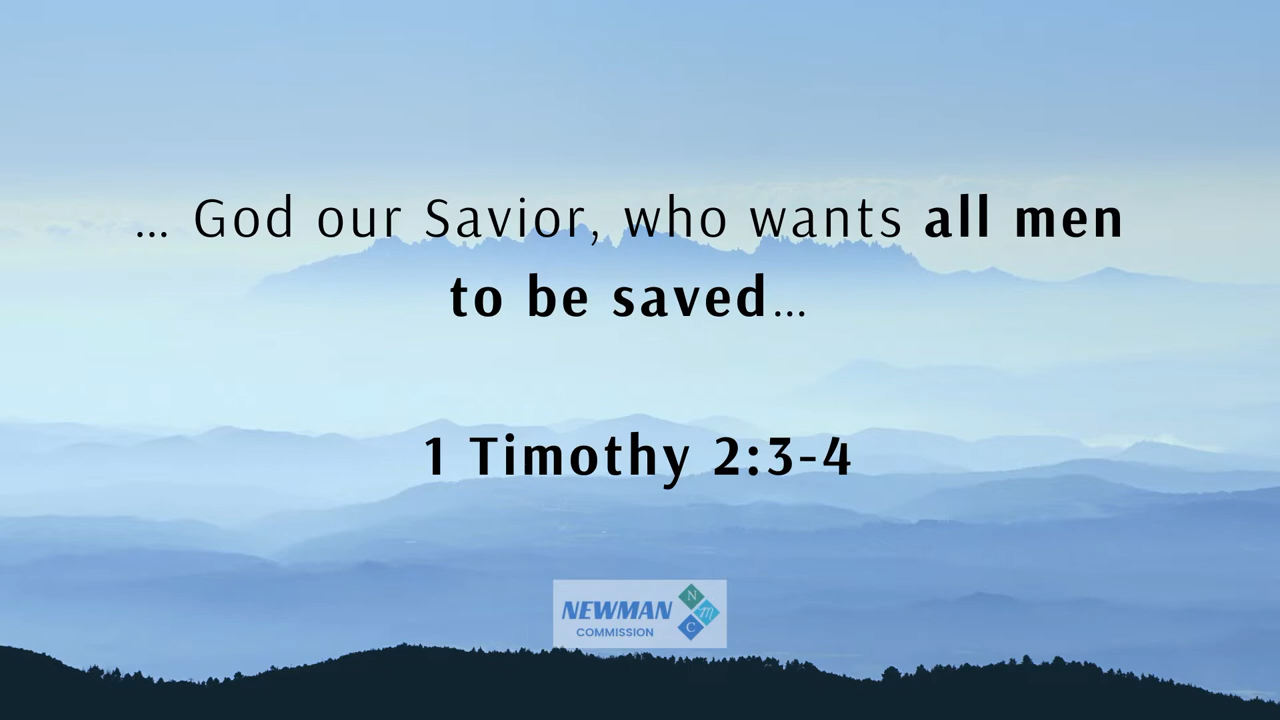 ... God our Savior, who wants all men
to be saved...
1 Timothy 2:3-4
NEWMAN
COMMISSION
N
m
C